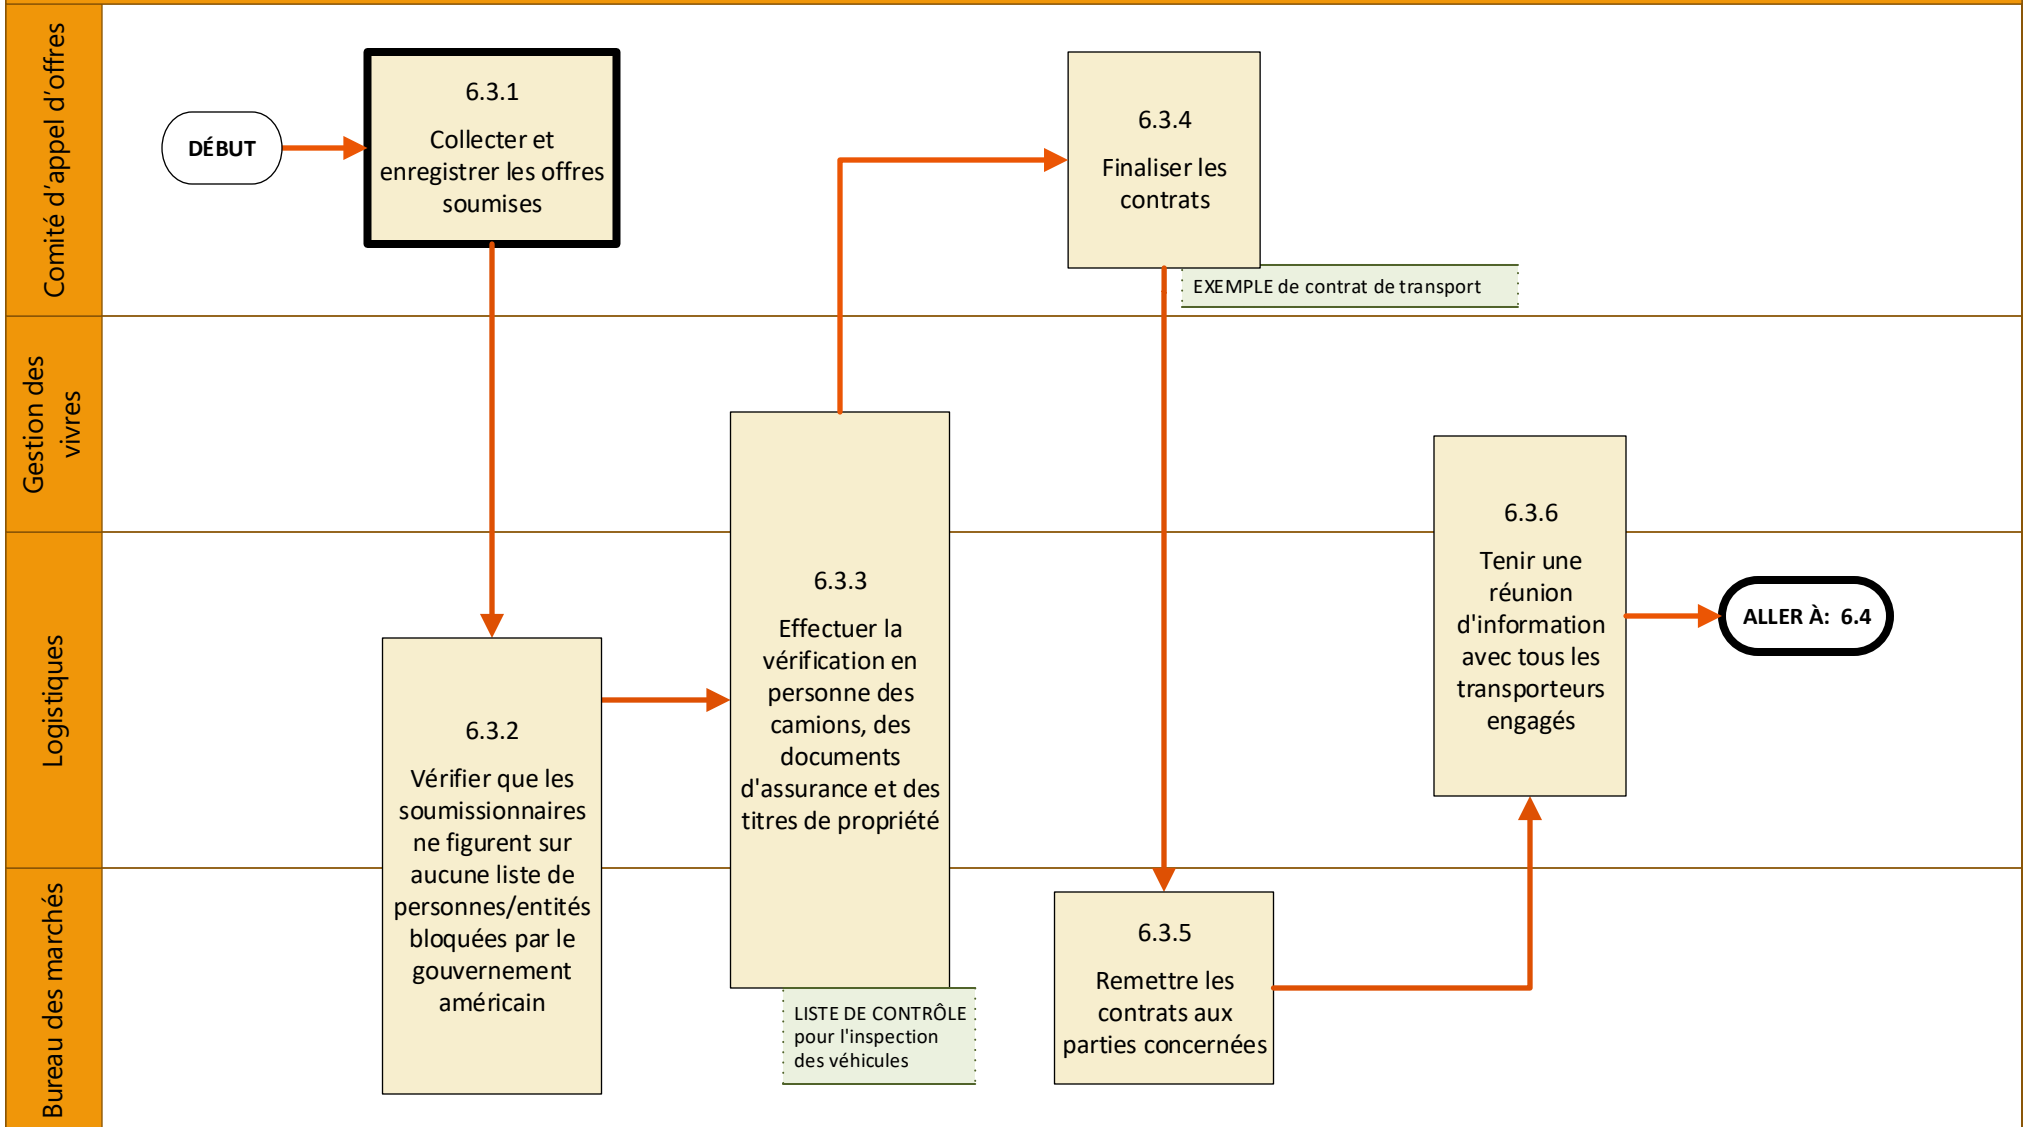 Comité d'appel d'offres
DÉBUT
6.3.1
Collecter et
enregistrer les offres
soumises
6.3.4
Finaliser les
contrats
EXEMPLE de contrat de transport
Gestion des
vivres
Logistiques
6.3.2
Vérifier que les
soumissionnaires
ne figurent sur
aucune liste de
personnes/entités
bloquées par le
gouvernement
américain
6.3.3
Effectuer la
vérification en
personne des
camions, des
documents
d'assurance et des
titres de propriété
LISTE DE CONTRÔLE
pour l'inspection
des véhicules
6.3.6
Tenir une
réunion
d'information
avec tous les
transporteurs
engagés
ALLER À:  6.4
Bureau des marchés
6.3.5
Remettre les
contrats aux
parties concernées